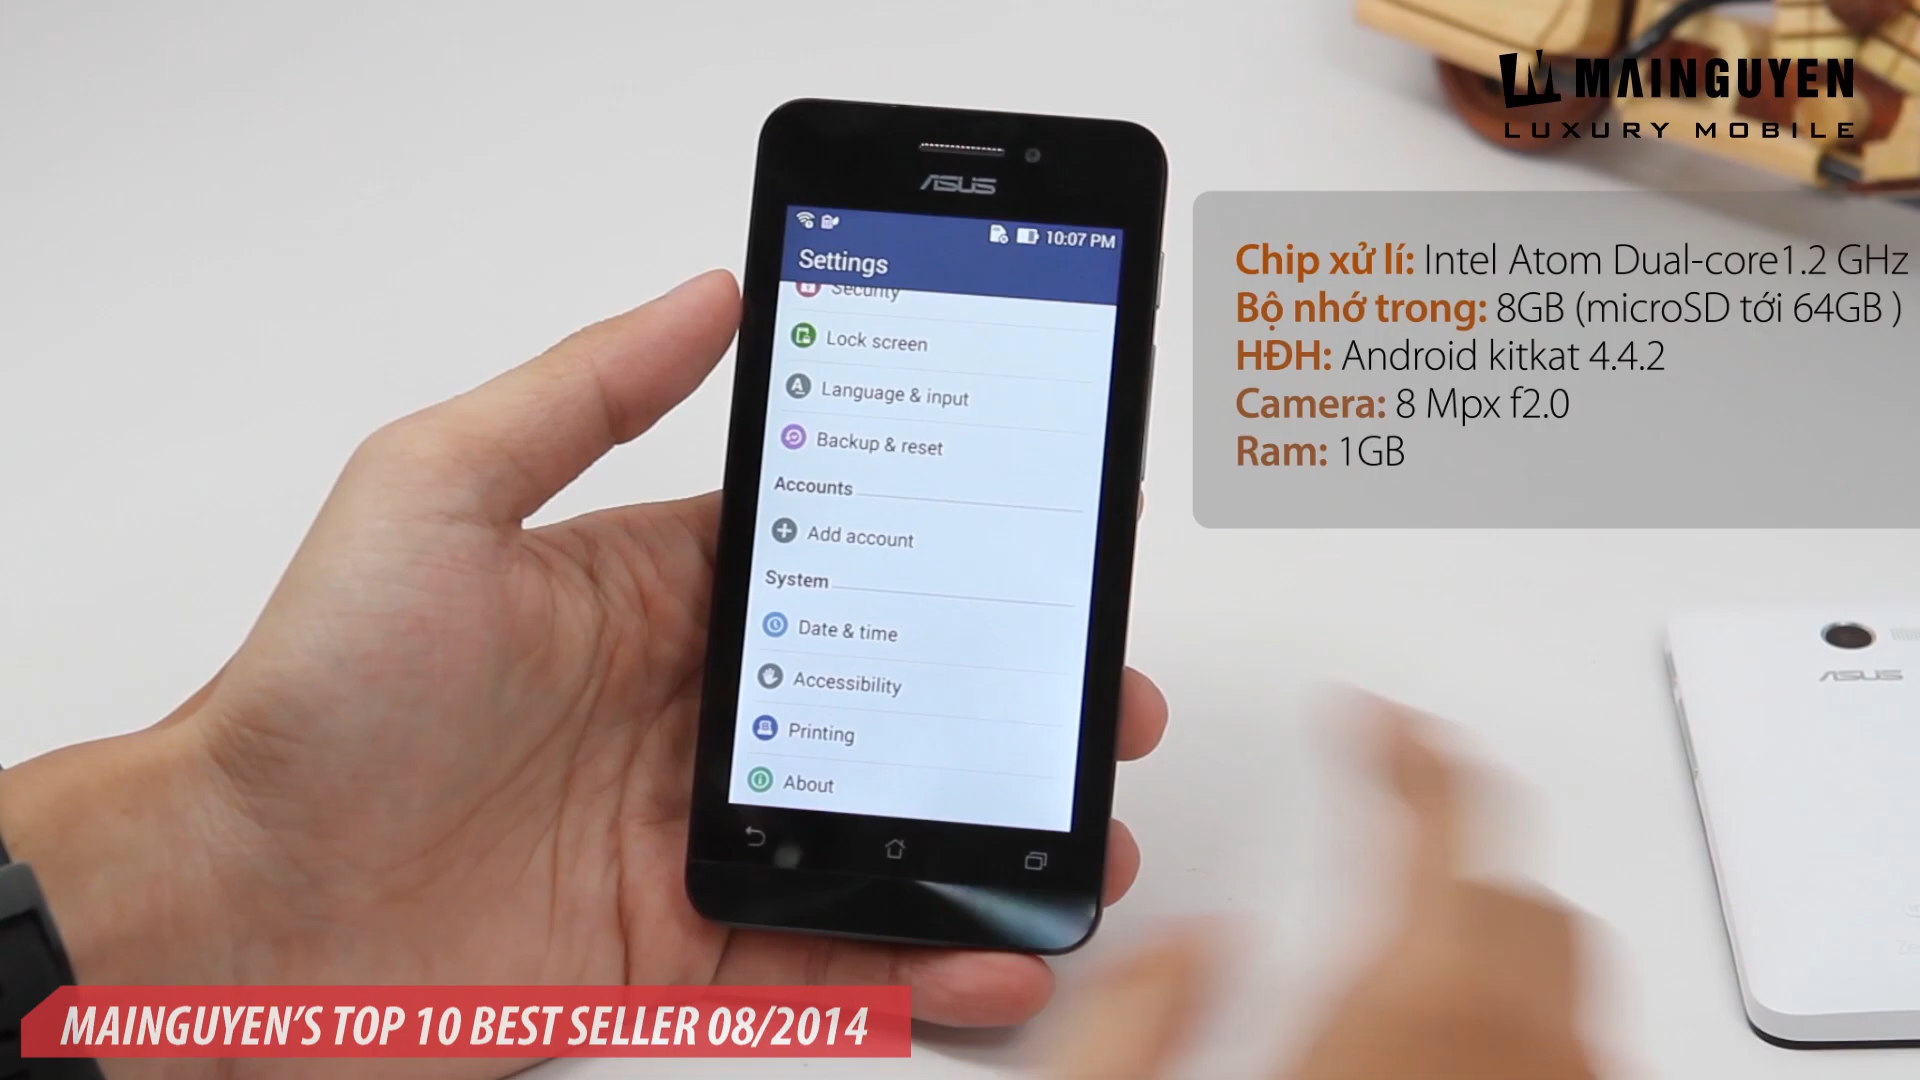 MAINGUYEN
LUXURY MOBILE
ASUS
10:07 PM
Settings
Security
Lock screen
Language & input
Backup & reset
Accounts
Add account
System
Date & time
Accessibility
Printing
About
Chip xử lí: Intel Atom Dual-core1.2 GHz
Bộ nhớ trong: 8GB (microSD tới 64GB )
HĐH: Android kitkat 4.4.2
Camera: 8 Mpx f2.0
Ram: 1GB
ASUS
MAINGUYEN'S TOP 10 BEST SELLER 08/2014